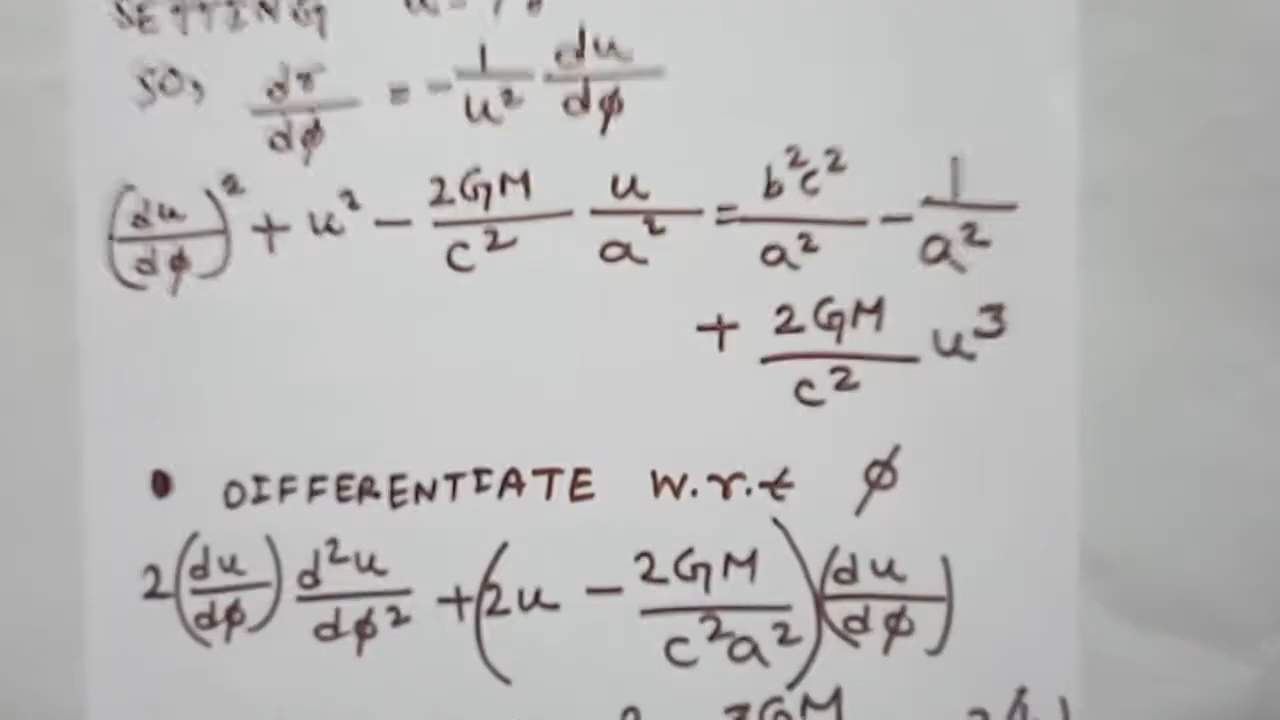 SETTING
SO, dr/dφ = -1/u² du/dφ
(du/dφ)² + u² - 2GM/c² u/a² = b²c²/a² - 1/a²
+ 2GM/c² u³
• DIFFERENTIATE w.r.t φ
2(du/dφ) d²u/dφ² + (2u - 2GM/c²a²)(du/dφ)